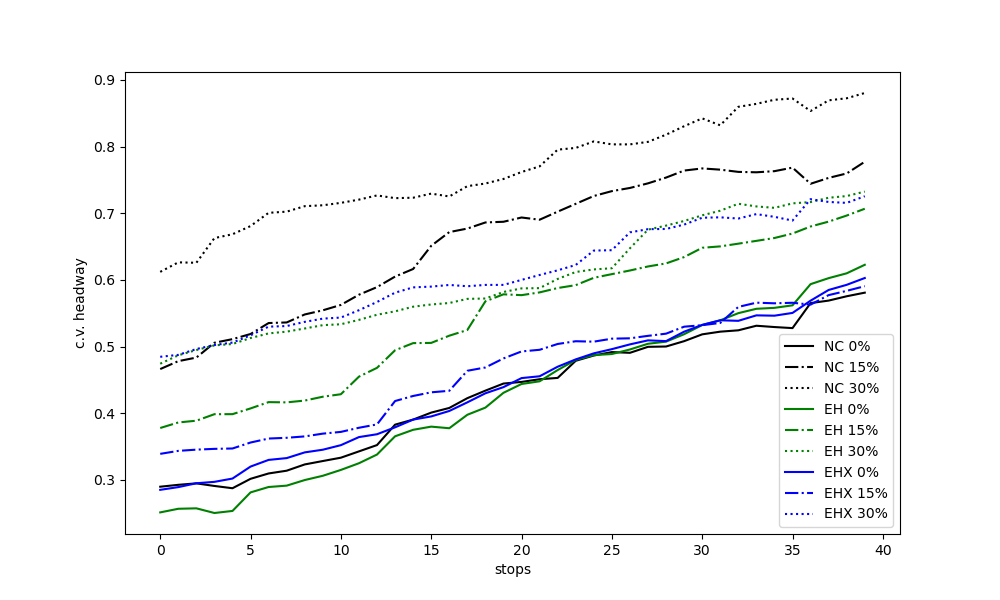 0.9
0.8
0.7
0.6
0.5
0.4
0.3
c.v. headway
0 5 10 15 20 25 30 35 40
stops
NC 0%
NC 15%
NC 30%
EH 0%
EH 15%
EH 30%
EHX 0%
EHX 15%
EHX 30%